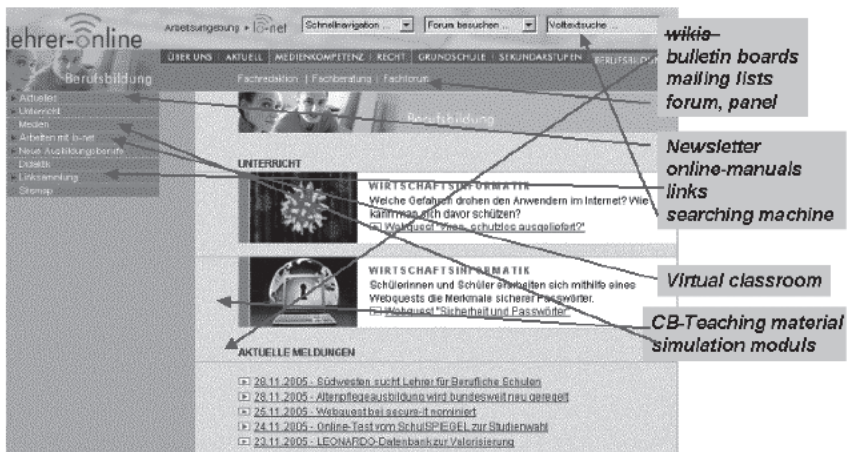 lehrer-online
Arbeitsumgebung lo-net
Schnellnavigation ...
Forum besuchen ...
Volltextsuche ...
ÜBER UNS | AKTUELL | MEDIENKOMPETENZ | RECHT | GRUNDSCHULE | SEKUNDARSTUFEN | BERUFSBILDUN
Berufsbildung
Fachredaktion | Fachberatung | Fachforum
Aktuelles
Unterricht
Medien
Arbeiten mit lo-net
Neue Ausbildungsberufe
Didaktik
Linksammlung
Sitemap
Berufsbildung
UNTERRICHT
WIRTSCHAFTSINFORMATIK
Welche Gefahren drohen den Anwendern im Internet? Wie
kann man sich davor schützen?
Webquest "Viren, schutzlos ausgeliefert?"
WIRTSCHAFTSINFORMATIK
Schülerinnen und Schüler erarbeiten sich mithilfe eines
Webquests die Merkmale sicherer Passwörter.
Webquest "Sicherheit und Passwörter"
AKTUELLE MELDUNGEN
28.11.2005 - Südwesten sucht Lehrer für Berufliche Schulen
28.11.2005 - Altenpflegeausbildung wird bundesweit neu geregelt
25.11.2005 - Webquest bei secure-it nominiert
24.11.2005 - Online-Test vom SchulSPIEGEL zur Studienwahl
23.11.2005 - LEONARDO-Datenbank zur Valorisierung
wikis
bulletin boards
mailing lists
forum, panel
Newsletter
online-manuals
links
searching machine
Virtual classroom
CB-Teaching material
simulation moduls